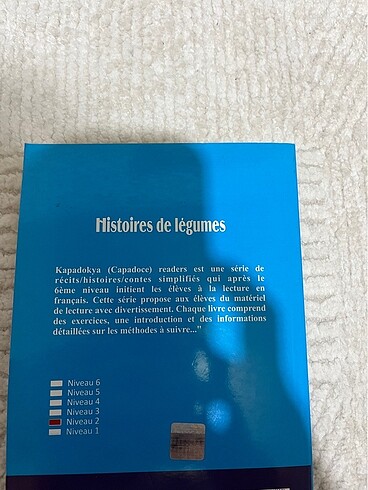 Histoires de légumes
Kapadokya (Capadoce) readers est une série de
récits/histoires/contes simplifiés qui après le
6ème niveau initient les élèves à la lecture en
français. Cette série propose aux élèves du matériel
de lecture avec divertissement. Chaque livre comprend
des exercices, une introduction et des informations
détaillées sur les méthodes à suivre..."
Niveau 6
Niveau 5
Niveau 4
Niveau 3
Niveau 2
Niveau 1